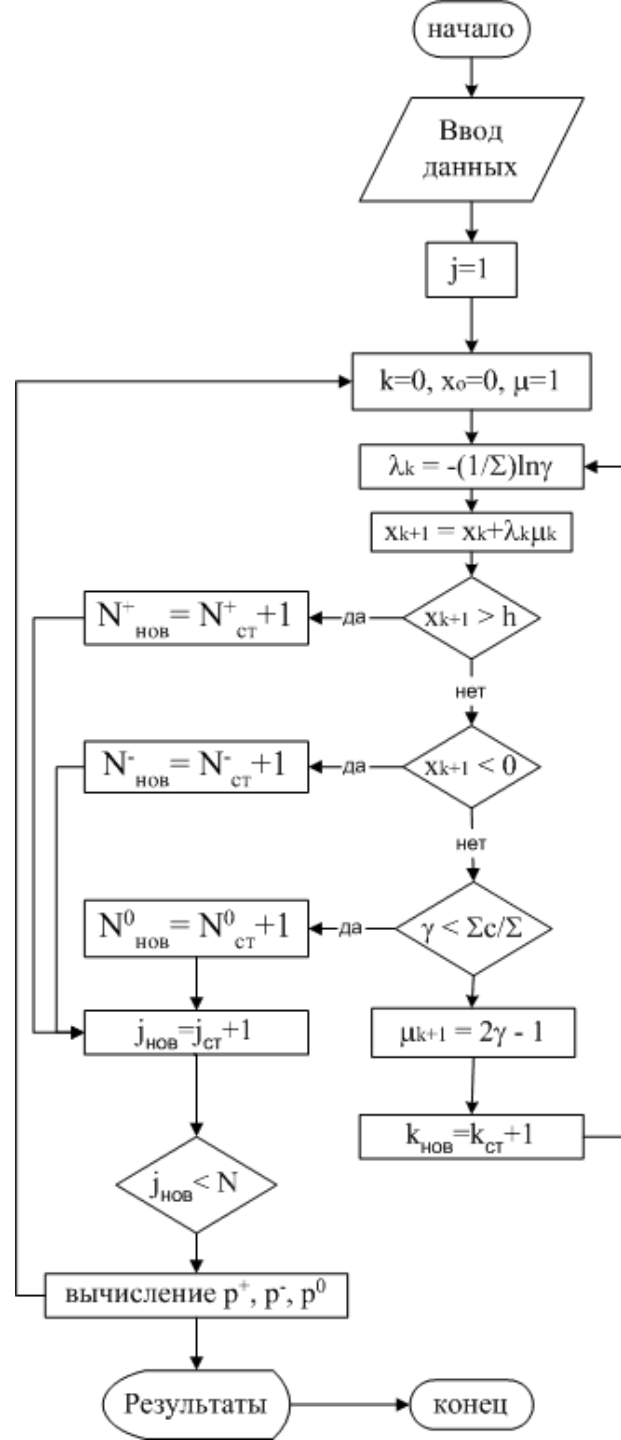 начало
Ввод
данных
j=1
k=0, x₀=0, μ=1
λk = -(1/Σ)lnγ
xk+1 = xk+λkμk
N⁺нов= N⁺ст+1
да
xk+1 > h
нет
N⁻нов= N⁻ст+1
да
xk+1 < 0
нет
N⁰нов= N⁰ст+1
да
γ < Σc/Σ
jнов=jст+1
μk+1 = 2γ - 1
kнов=kст+1
jнов< N
вычисление p⁺, p⁻, p⁰
Результаты
конец